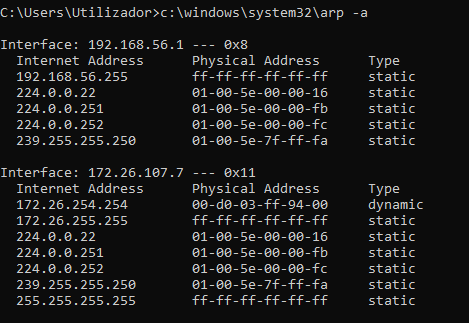 C:\Users\Utilizador>c:\windows\system32\arp -a
Interface: 192.168.56.1 --- 0x8
Internet Address Physical Address Type
192.168.56.255 ff-ff-ff-ff-ff-ff static
224.0.0.22 01-00-5e-00-00-16 static
224.0.0.251 01-00-5e-00-00-fb static
224.0.0.252 01-00-5e-00-00-fc static
239.255.255.250 01-00-5e-7f-ff-fa static
Interface: 172.26.107.7 --- 0x11
Internet Address Physical Address Type
172.26.254.254 00-d0-03-ff-94-00 dynamic
172.26.255.255 ff-ff-ff-ff-ff-ff static
224.0.0.22 01-00-5e-00-00-16 static
224.0.0.251 01-00-5e-00-00-fb static
224.0.0.252 01-00-5e-00-00-fc static
239.255.255.250 01-00-5e-7f-ff-fa static
255.255.255.255 ff-ff-ff-ff-ff-ff static